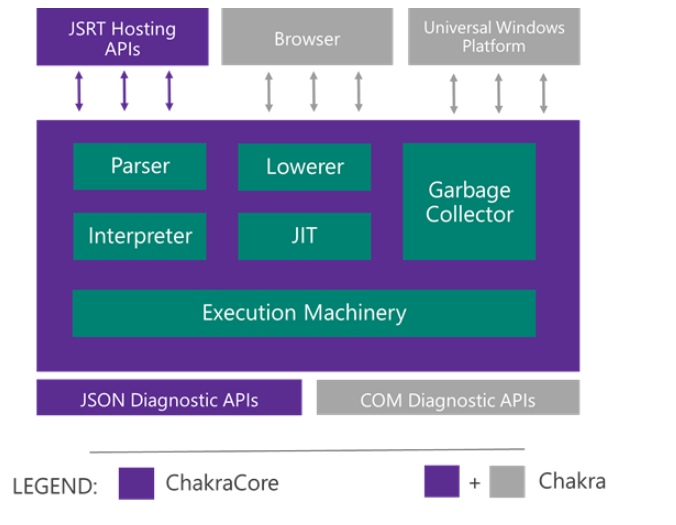 JSRT Hosting
APIs
Browser
Universal Windows
Platform
Parser
Lowerer
Garbage
Collector
Interpreter
JIT
Execution Machinery
JSON Diagnostic APIs
COM Diagnostic APIs
LEGEND:
ChakraCore
+
Chakra